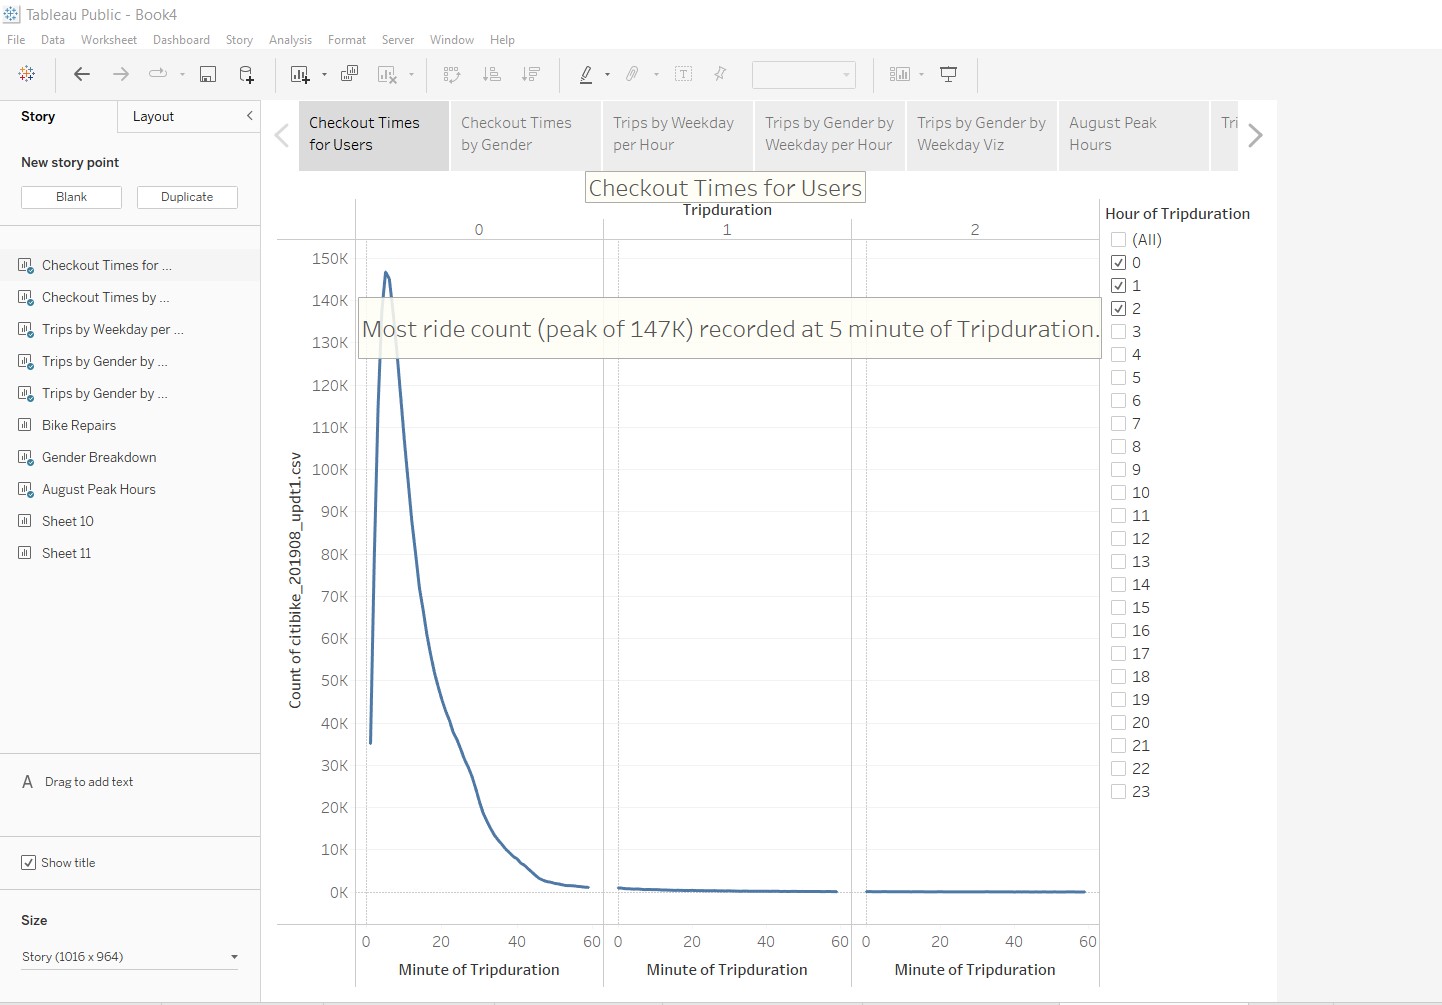 Tableau Public - Book4
File Data Worksheet Dashboard Story Analysis Format Server Window Help
Story
Layout
New story point
Blank
Duplicate
Checkout Times for ...
Checkout Times by ...
Trips by Weekday per ...
Trips by Gender by ...
Trips by Gender by ...
Bike Repairs
Gender Breakdown
August Peak Hours
Sheet 10
Sheet 11
A Drag to add text
Show title
Size
Story (1016 x 964)
Checkout Times
for Users
Checkout Times
by Gender
Trips by Weekday
per Hour
Trips by Gender by
Weekday per Hour
Trips by Gender by
Weekday Viz
August Peak
Hours
Tri
Checkout Times for Users
Tripduration
0 1 2
Most ride count (peak of 147K) recorded at 5 minute of Tripduration.
Count of citibike_201908_updt1.csv
150K
140K
130K
120K
110K
100K
90K
80K
70K
60K
50K
40K
30K
20K
10K
0K
0 20 40 60 0 20 40 60 0 20 40 60
Minute of Tripduration Minute of Tripduration Minute of Tripduration
Hour of Tripduration
(All)
0
1
2
3
4
5
6
7
8
9
10
11
12
13
14
15
16
17
18
19
20
21
22
23